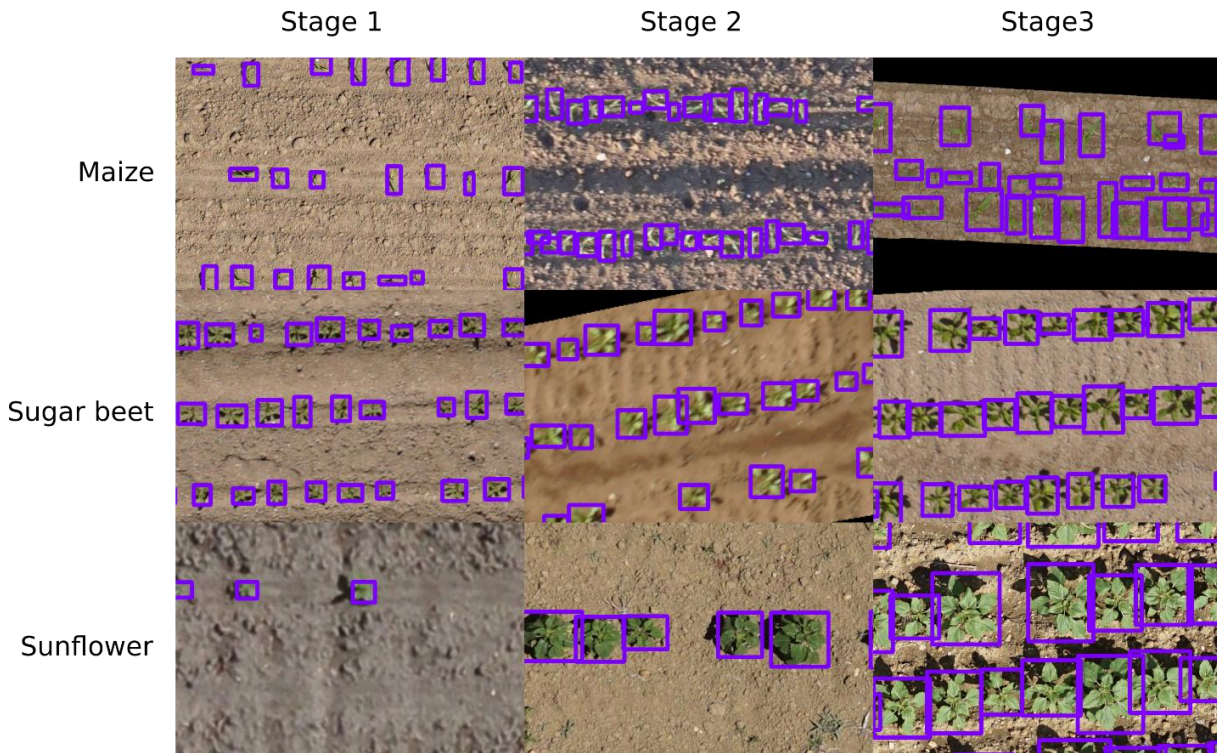 Stage 1
Stage 2
Stage3
Maize
Sugar beet
Sunflower